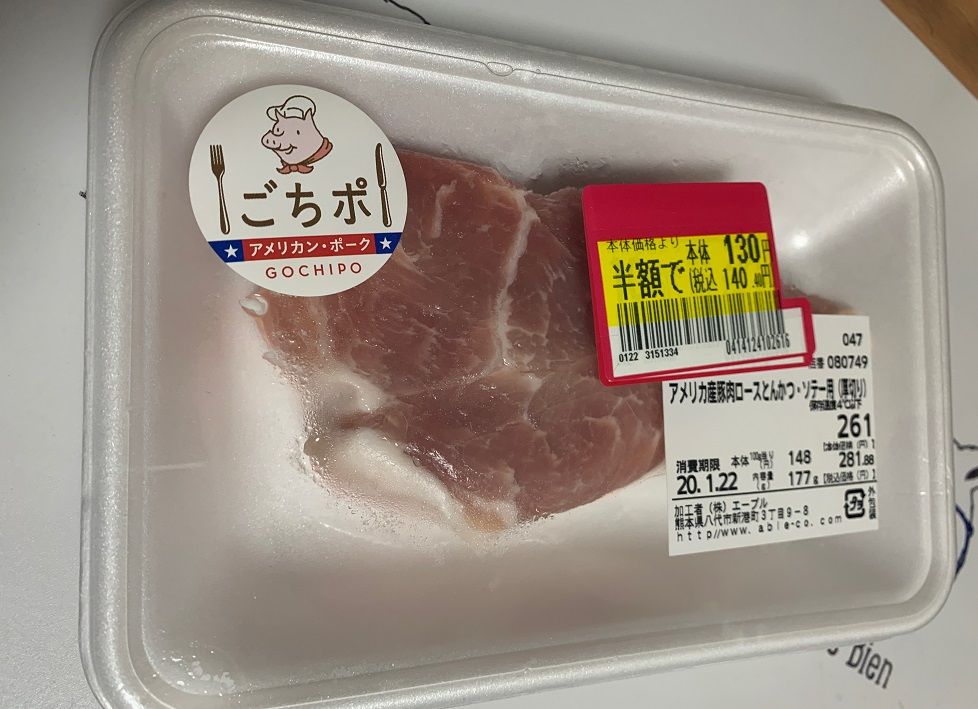 ごちポ
アメリカン・ポーク
GOCHIPO
本体価格より
半額で
本体 130円
(税込 140.40円
0122 3151334
0414124102616
047
080749
アメリカ産豚肉ロースとんかつ・ソテー用(厚切り)
保存温度4℃以下
261
[本体価格(円)]
消費期限 本体100g当り(円) 148 281.88
20.1.22 内容量(g) 177g [税込価格(円)]
加工者(株)エーブル
熊本県八代市新港町3丁目9-8
http//www.able-co.com
外包装
Bien